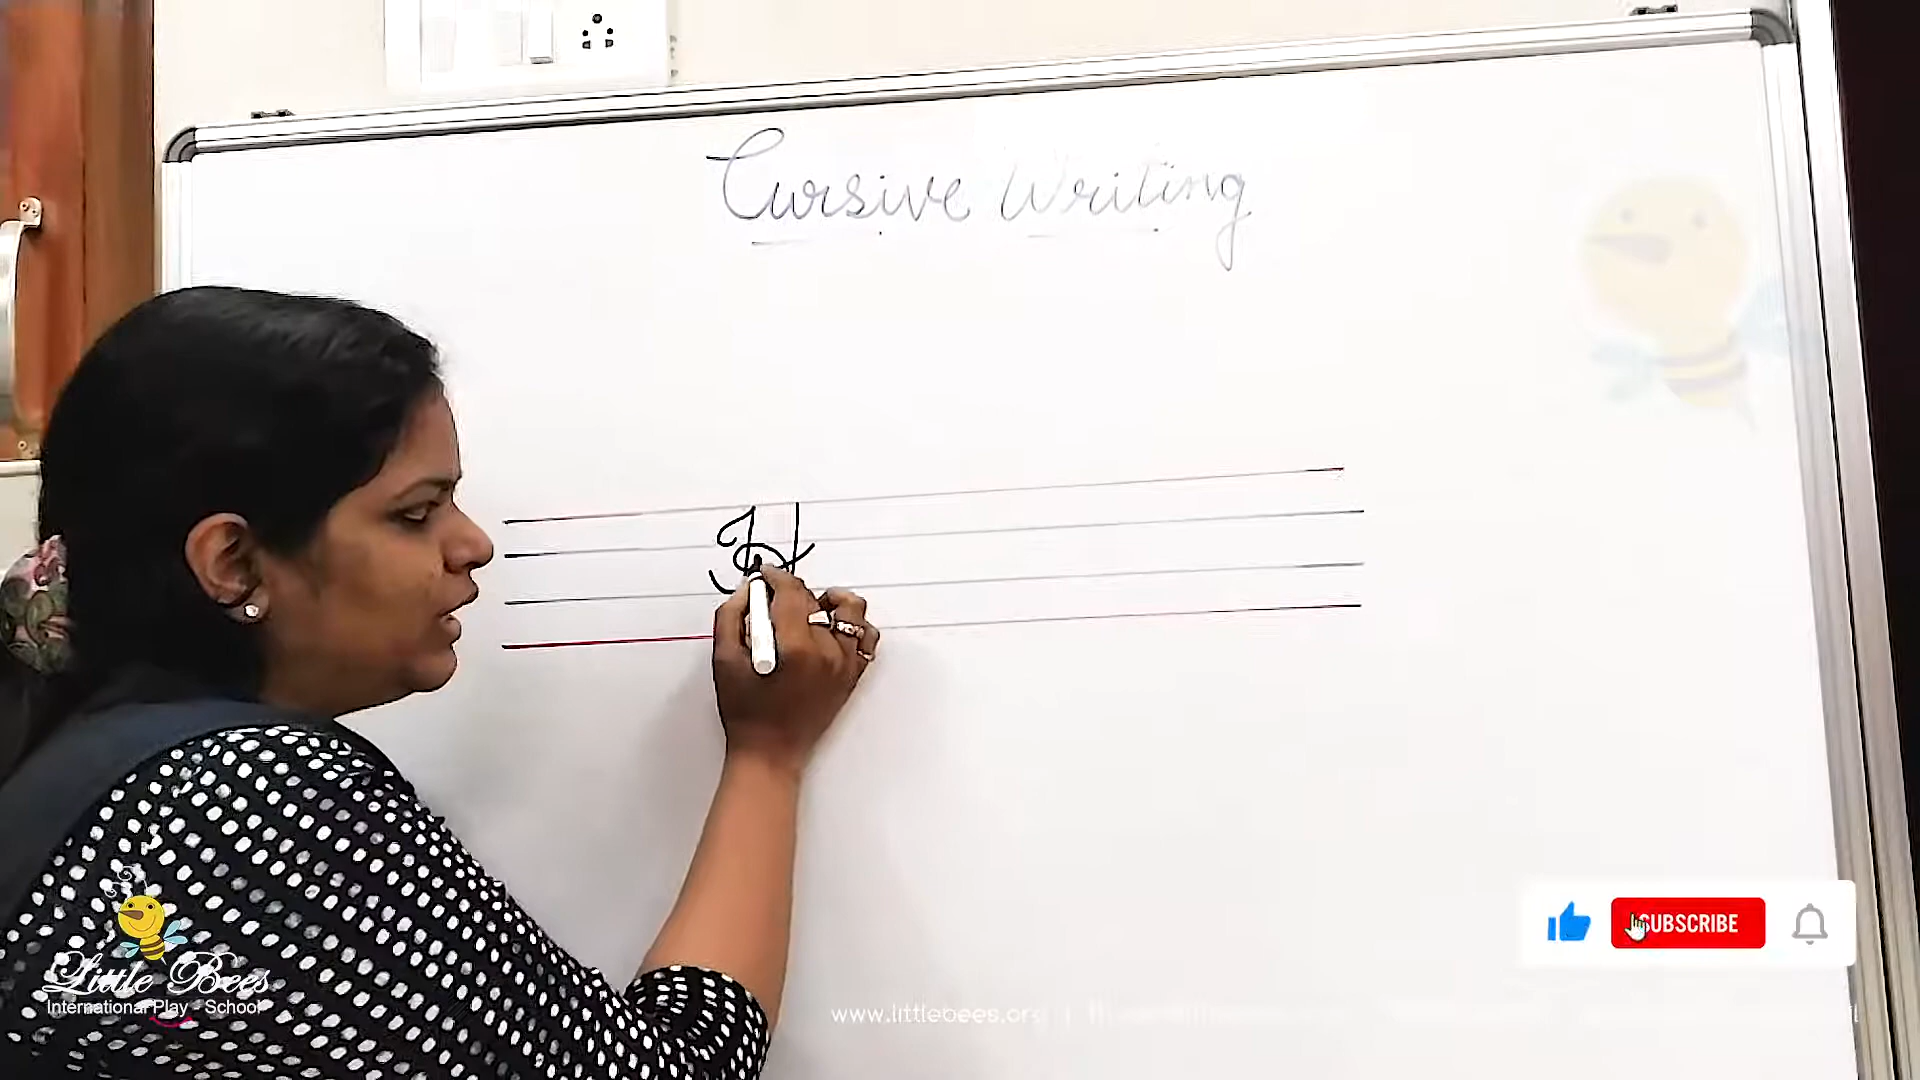 Cursive Writing
H
SUBSCRIBE
Little Bees
International Play - School
www.littlebees.org